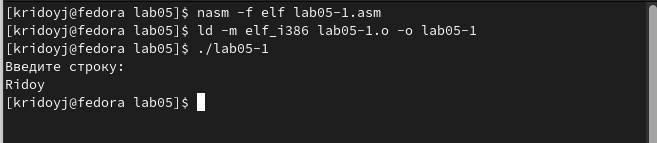 [kridoyj@fedora lab05]$ nasm -f elf lab05-1.asm
[kridoyj@fedora lab05]$ ld -m elf_i386 lab05-1.o -o lab05-1
[kridoyj@fedora lab05]$ ./lab05-1
Введите строку:
Ridoy
[kridoyj@fedora lab05]$